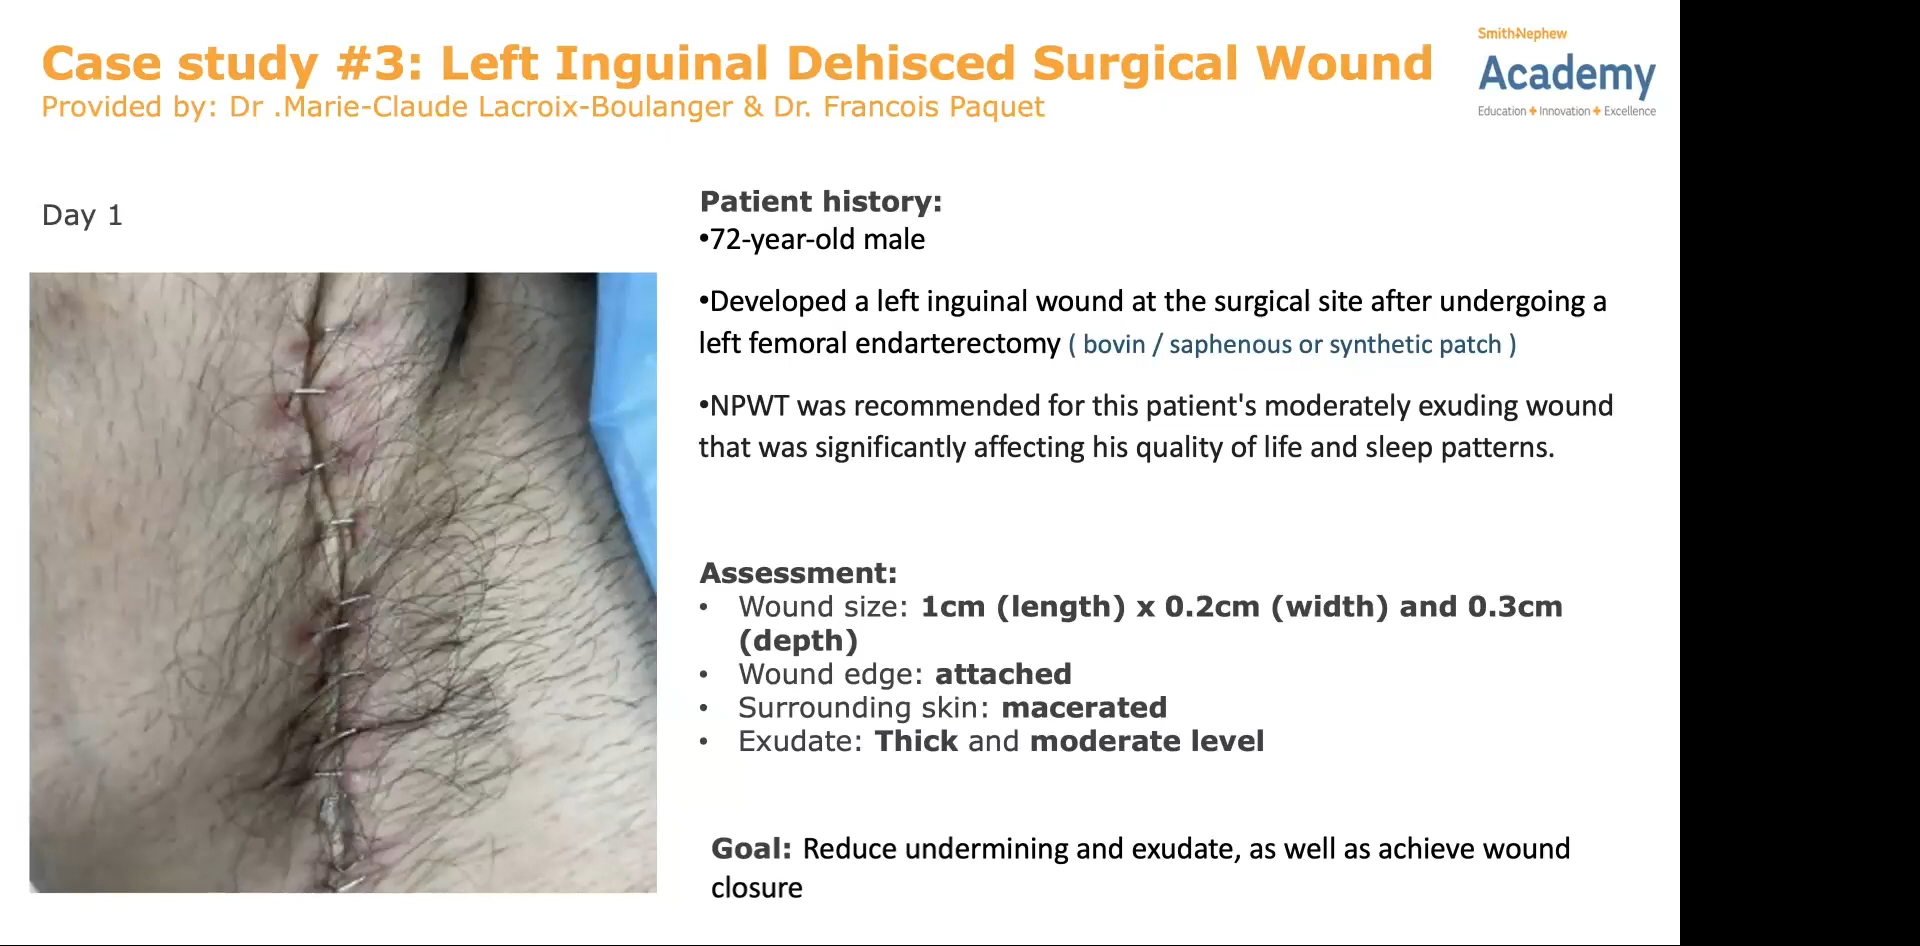 Case study #3: Left Inguinal Dehisced Surgical Wound
Provided by: Dr .Marie-Claude Lacroix-Boulanger & Dr. Francois Paquet
Smith+Nephew
Academy
Education + Innovation + Excellence
Day 1
Patient history:
•72-year-old male
•Developed a left inguinal wound at the surgical site after undergoing a
left femoral endarterectomy ( bovin / saphenous or synthetic patch )
•NPWT was recommended for this patient's moderately exuding wound
that was significantly affecting his quality of life and sleep patterns.
Assessment:
• Wound size: 1cm (length) x 0.2cm (width) and 0.3cm
(depth)
• Wound edge: attached
• Surrounding skin: macerated
• Exudate: Thick and moderate level
Goal: Reduce undermining and exudate, as well as achieve wound
closure